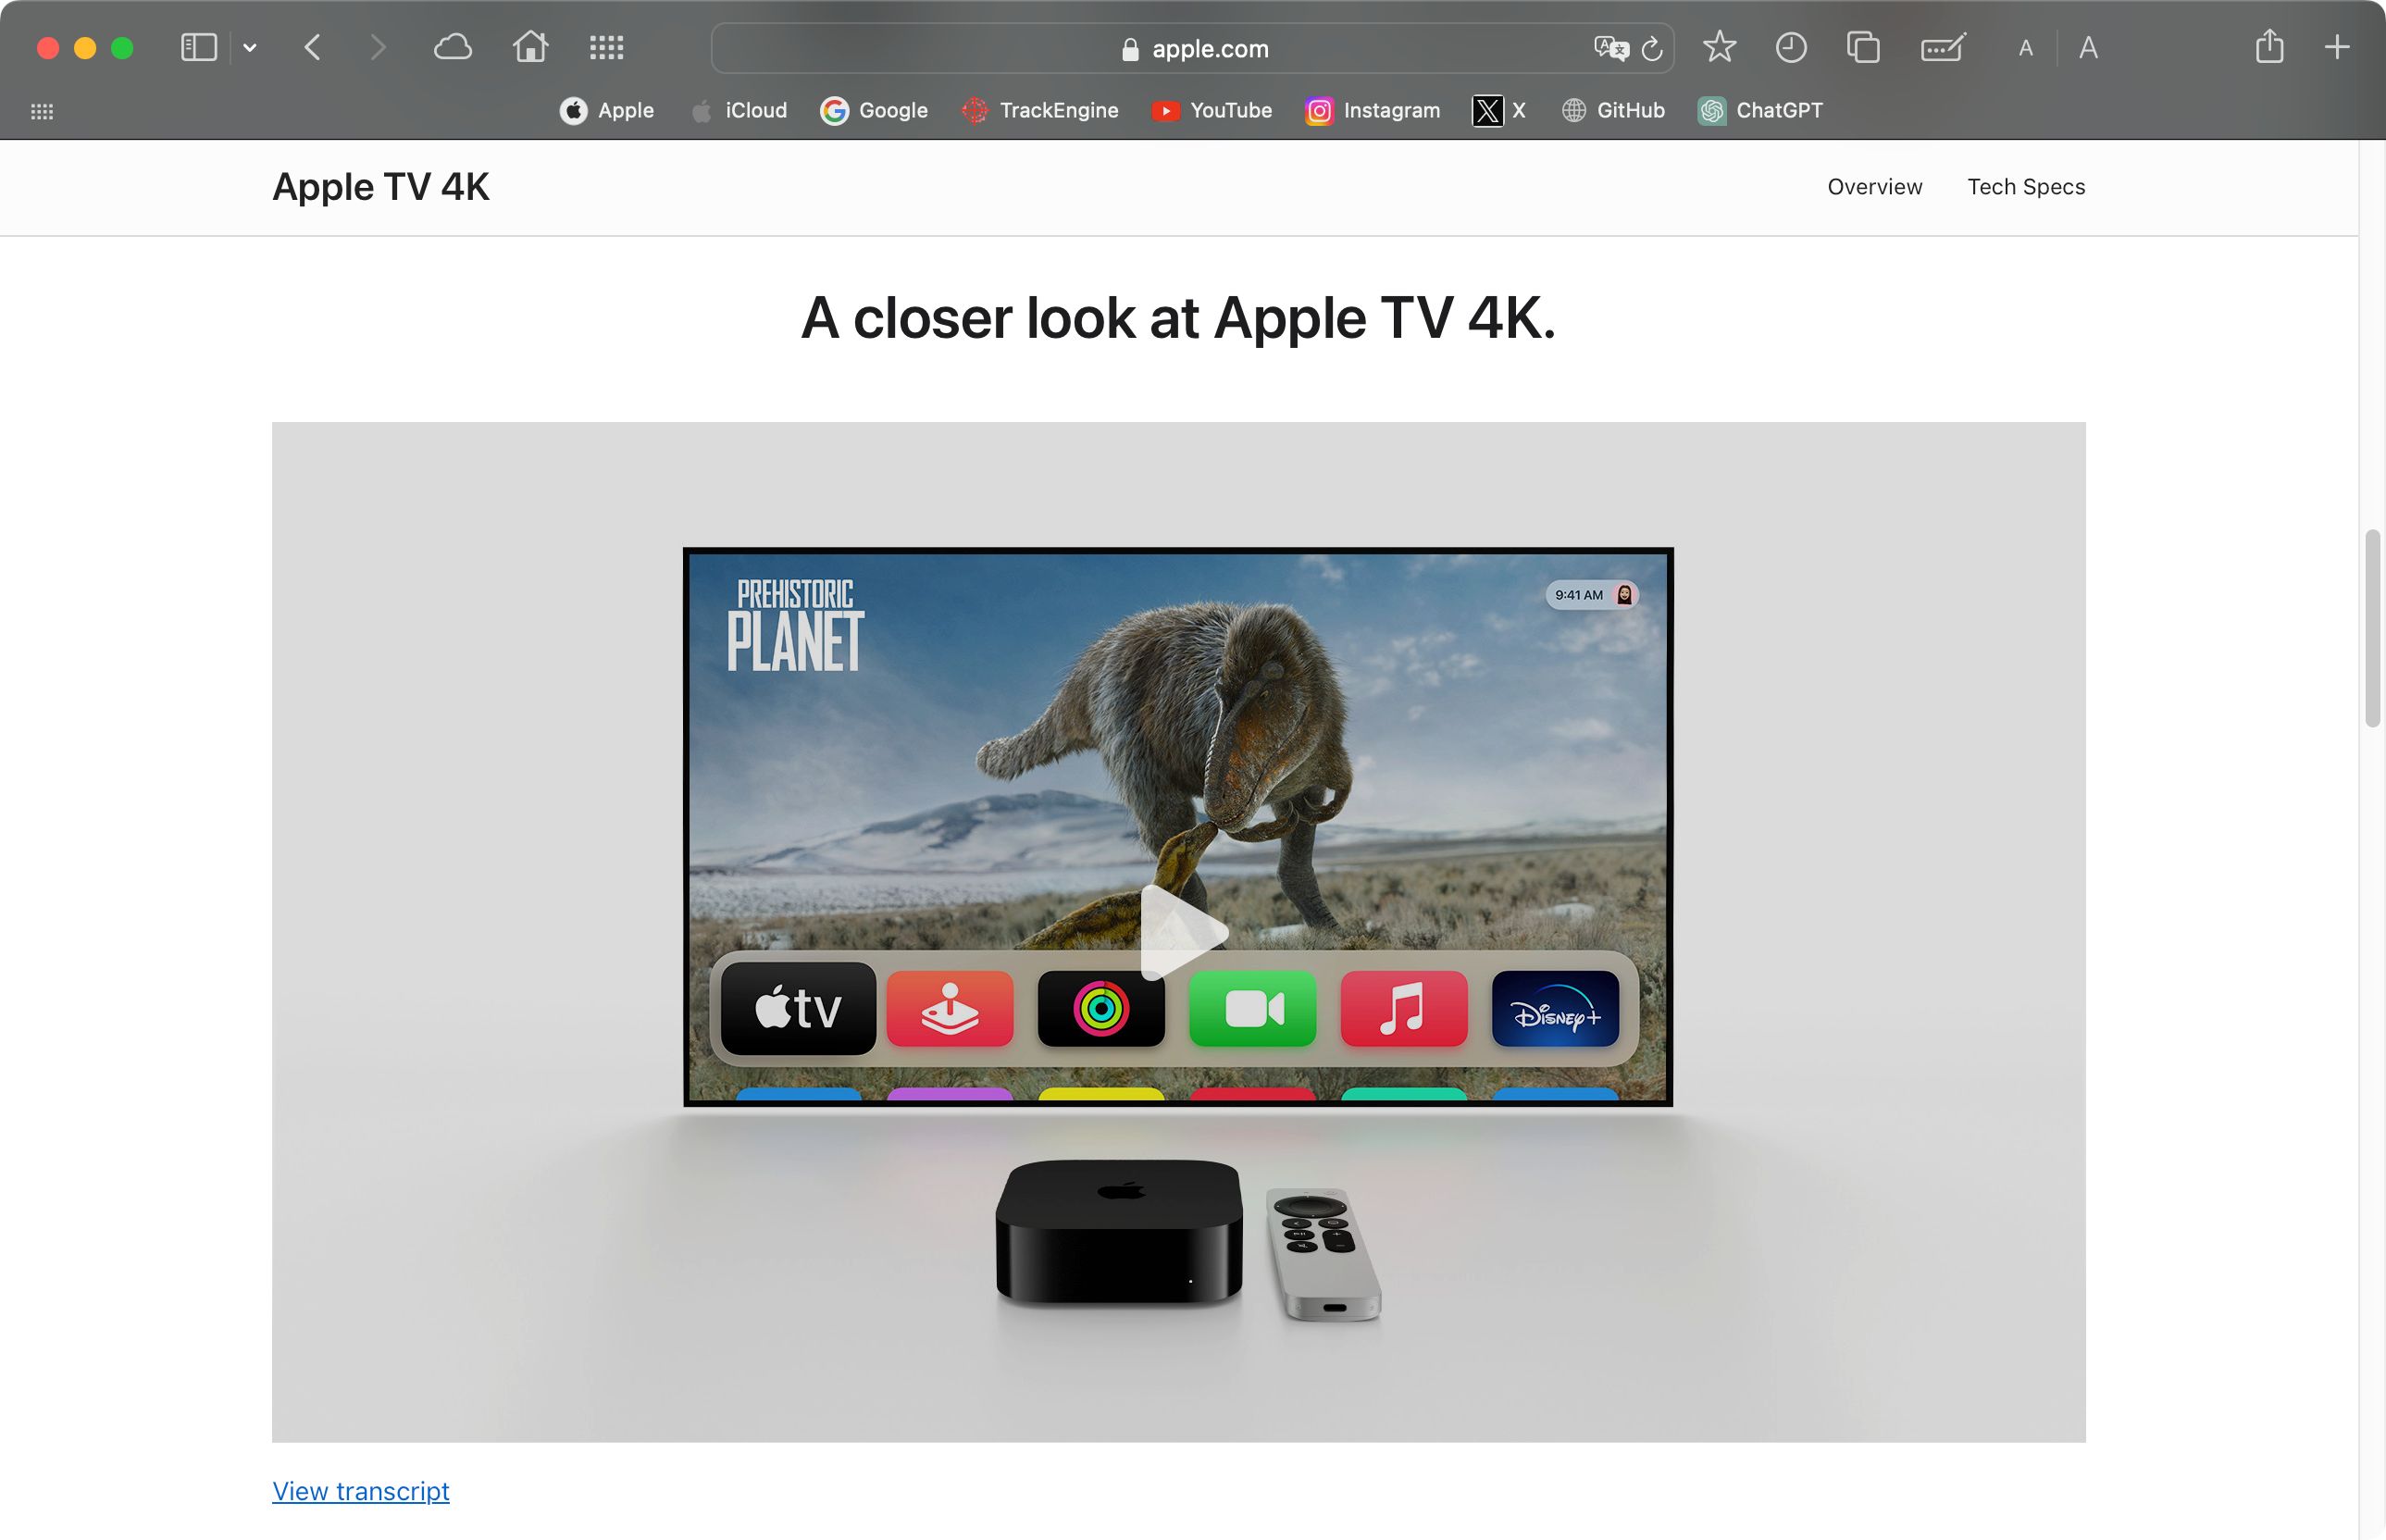 apple.com
A A
Apple iCloud Google TrackEngine YouTube Instagram X GitHub ChatGPT
Apple TV 4K Overview Tech Specs
A closer look at Apple TV 4K.
PREHISTORIC
PLANET
9:41 AM
tv Disney+
View transcript